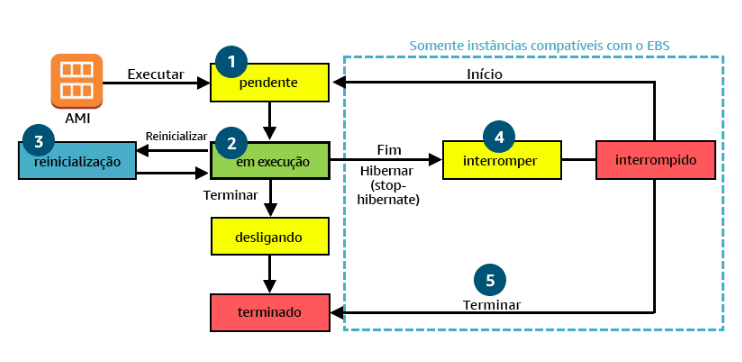 Somente instâncias compatíveis com o EBS
1
Executar
pendente
Início
AMI
3
Reinicializar
2
Fim
4
reinicialização
em execução
interromper
interrompido
Hibernar
(stop-
hibernate)
Terminar
desligando
5
Terminar
terminado